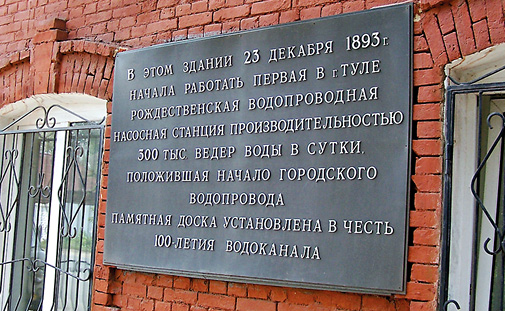 В ЭТОМ ЗДАНИИ 23 ДЕКАБРЯ 1893г.
НАЧАЛА РАБОТАТЬ ПЕРВАЯ В г. ТУЛЕ
РОЖДЕСТВЕНСКАЯ ВОДОПРОВОДНАЯ
НАСОСНАЯ СТАНЦИЯ ПРОИЗВОДИТЕЛЬНОСТЬЮ
300 ТЫС. ВЕДЕР ВОДЫ В СУТКИ,
ПОЛОЖИВШАЯ НАЧАЛО ГОРОДСКОГО
ВОДОПРОВОДА
ПАМЯТНАЯ ДОСКА УСТАНОВЛЕНА В ЧЕСТЬ
100-ЛЕТИЯ ВОДОКАНАЛА